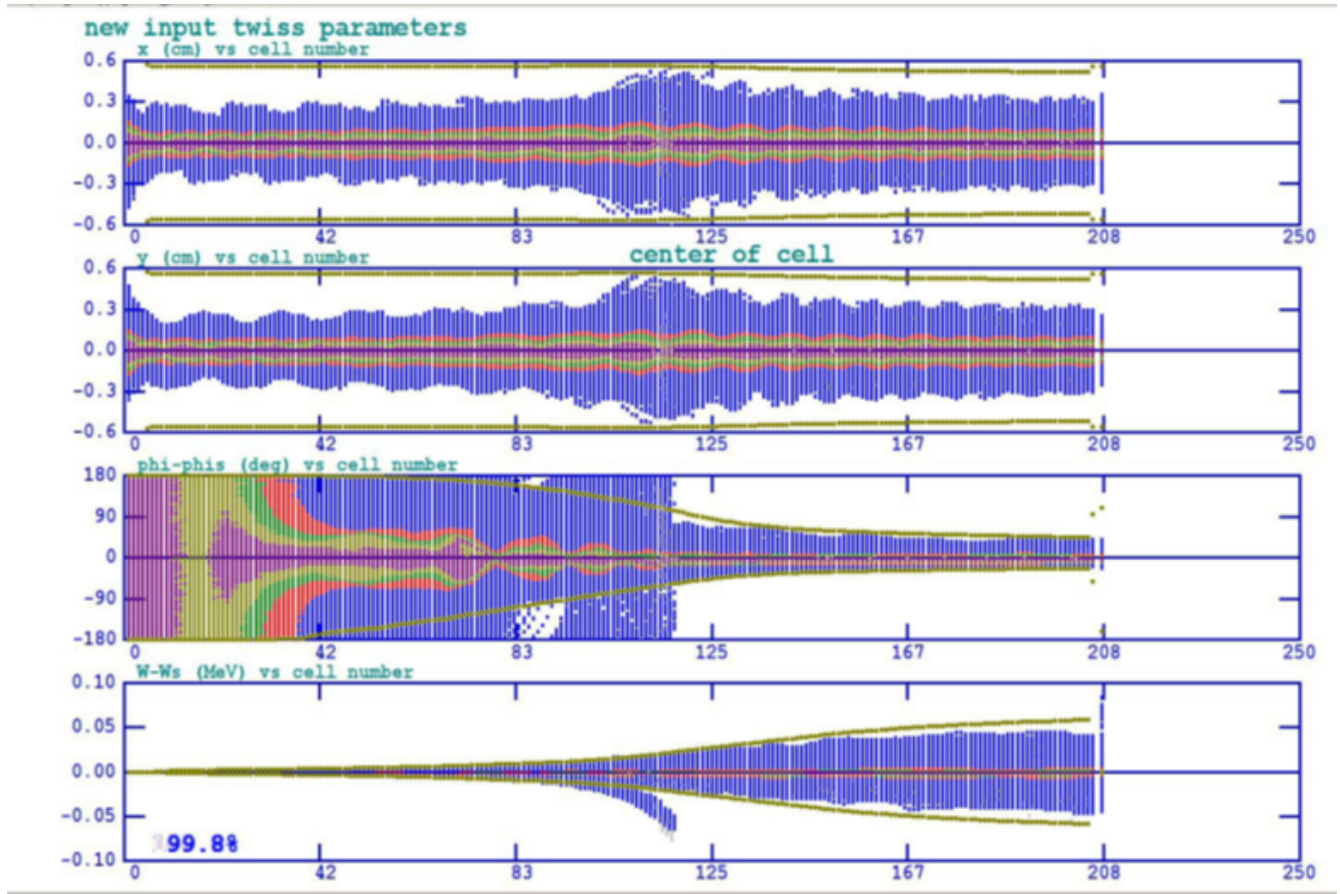 new input twiss parameters
x (cm) vs cell number
0.6
0.3
0.0
-0.3
-0.6
0 42 83 125 167 208 250
y (cm) vs cell number
center of cell
0.6
0.3
0.0
-0.3
-0.6
0 42 83 125 167 208 250
phi-phis (deg) vs cell number
180
90
0
-90
-180
0 42 83 125 167 208 250
W-Ws (MeV) vs cell number
0.10
0.05
0.00
-0.05
-0.10
99.8%
0 42 83 125 167 208 250